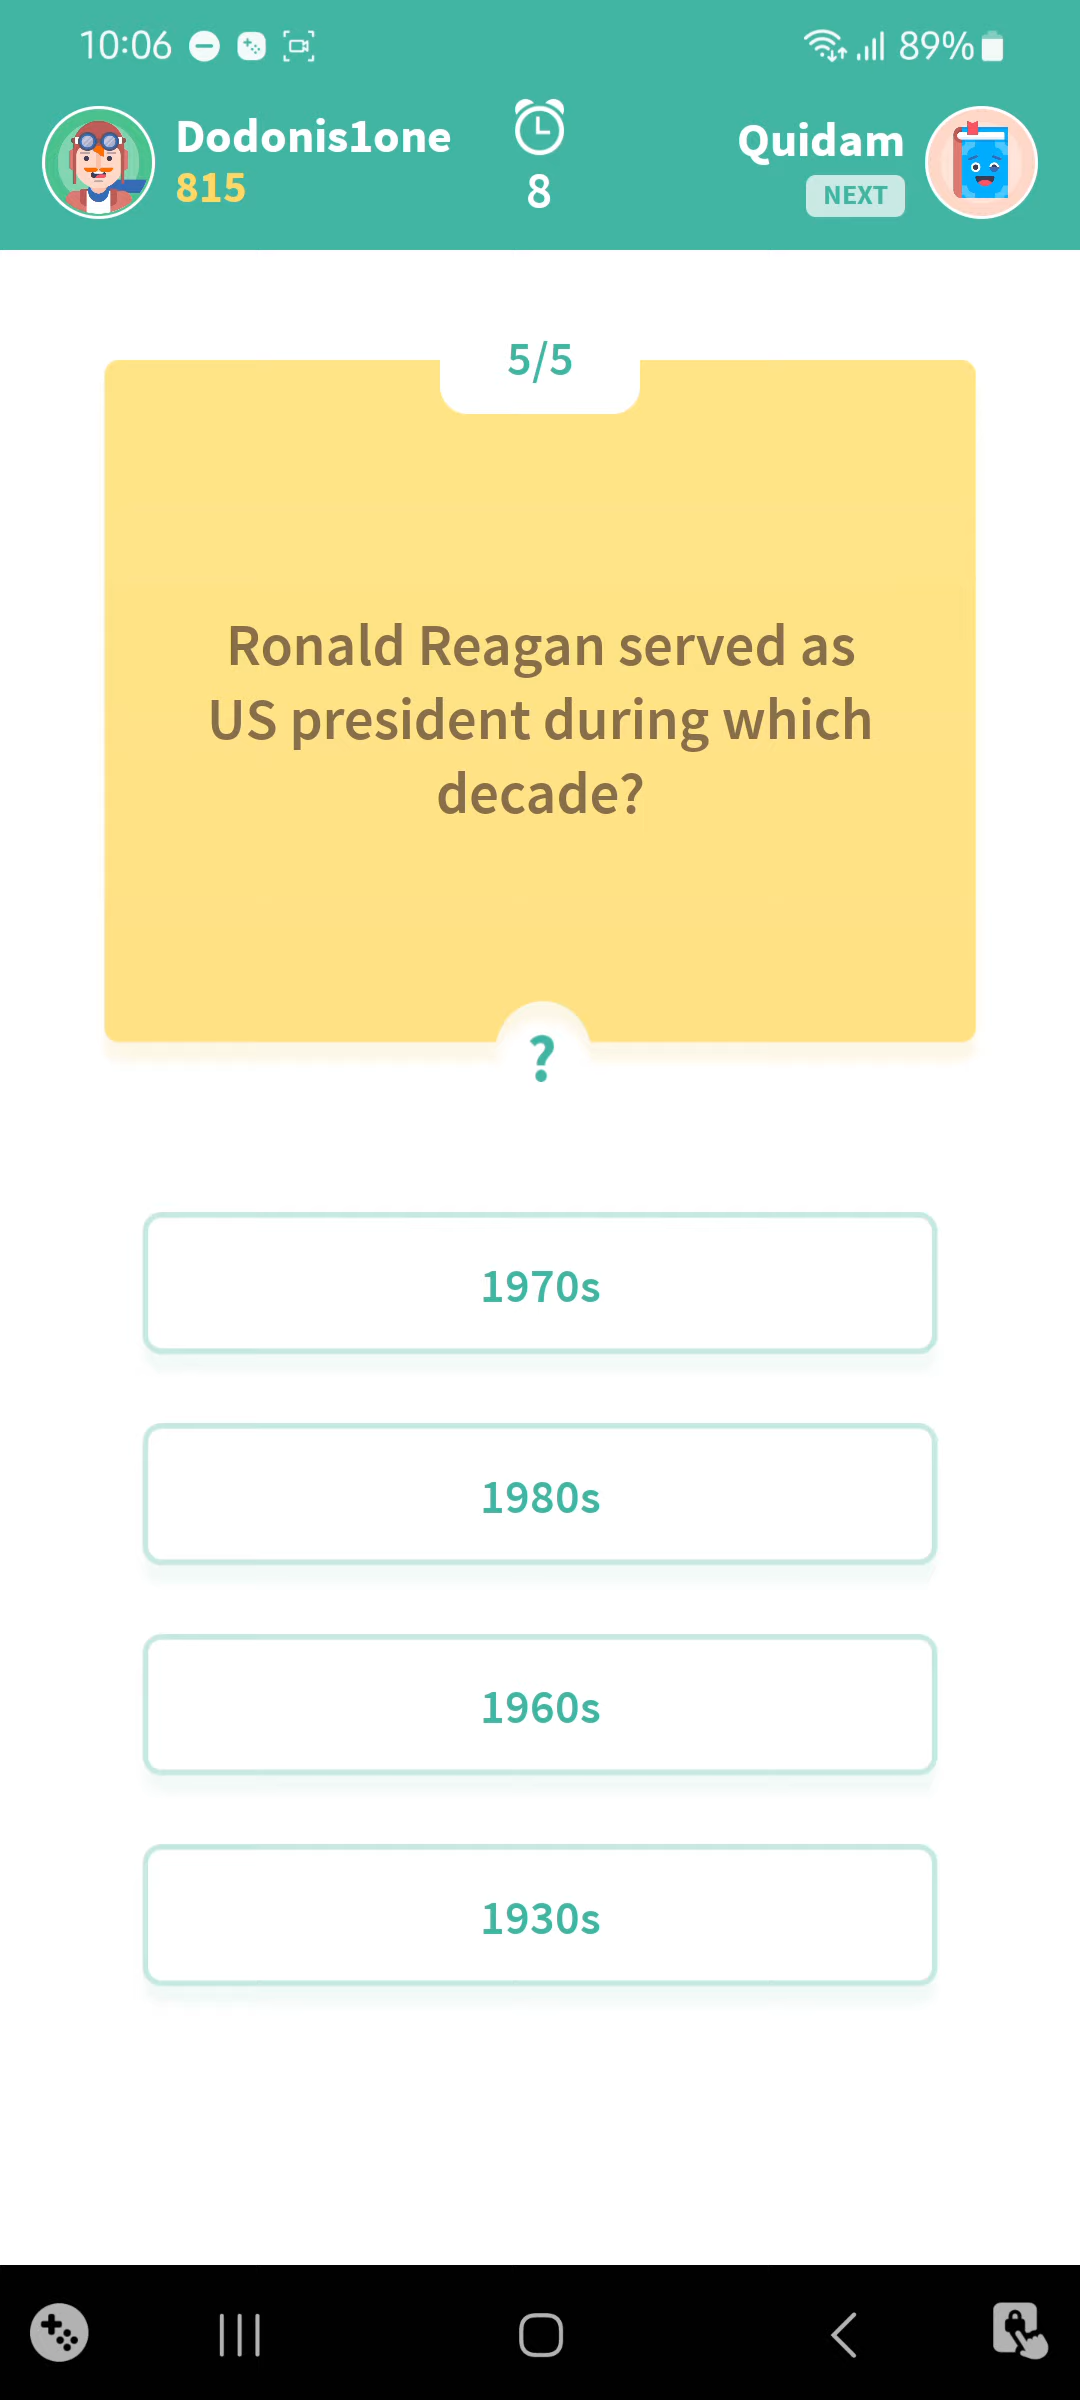 10:06
89%
Dodonis1one
815
8
Quidam
NEXT
5/5
Ronald Reagan served as
US president during which
decade?
?
1970s
1980s
1960s
1930s